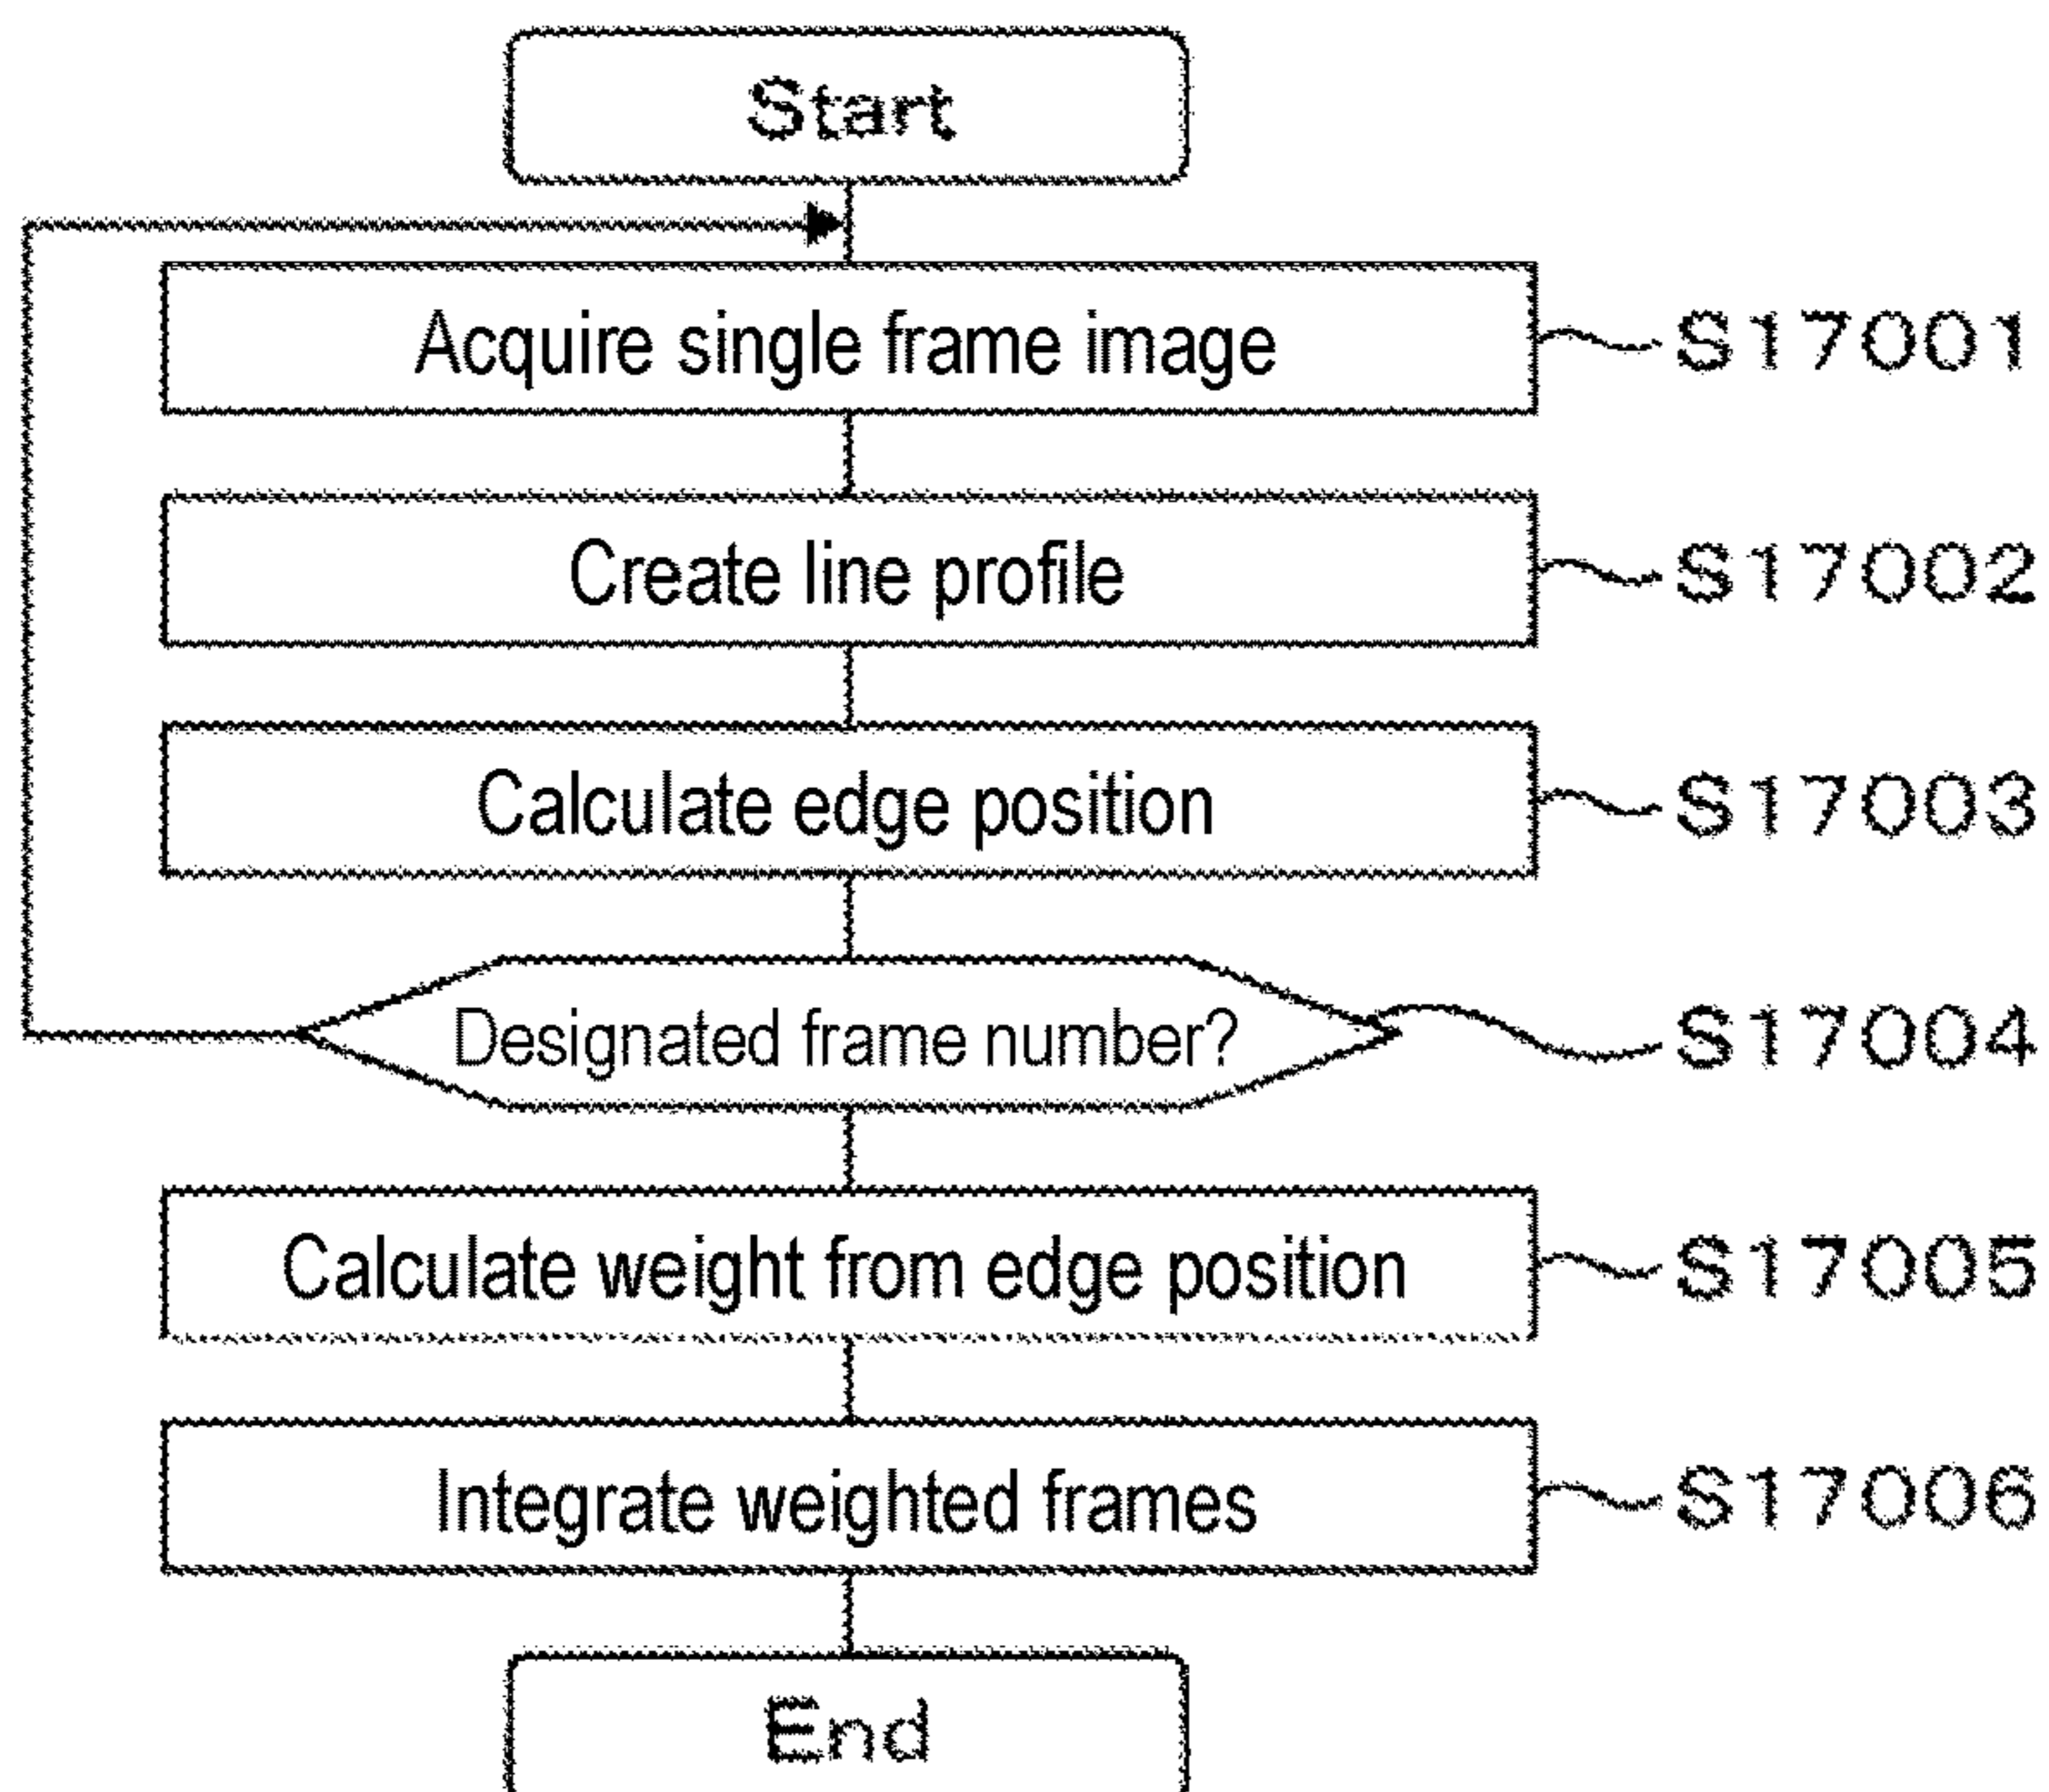 Start
Acquire single frame image S17001
Create line profile S17002
Calculate edge position S17003
Designated frame number? S17004
Calculate weight from edge position S17005
Integrate weighted frames S17006
End